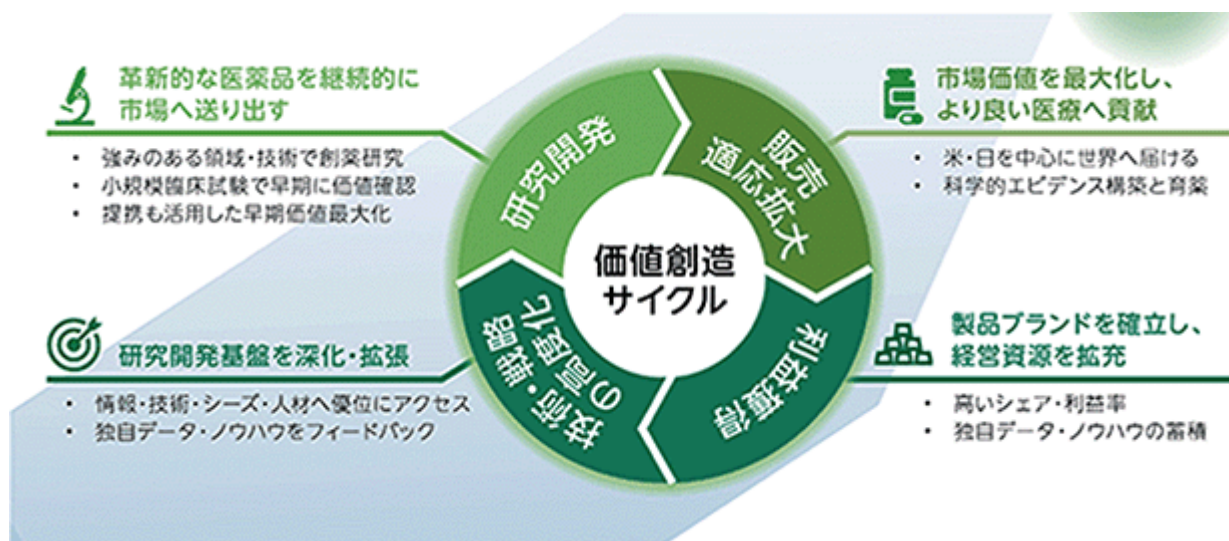 革新的な医薬品を継続的に
市場へ送り出す
• 強みのある領域・技術で創薬研究
• 小規模臨床試験で早期に価値確認
• 提携も活用した早期価値最大化
市場価値を最大化し、
より良い医療へ貢献
• 米・日を中心に世界へ届ける
• 科学的エビデンス構築と育薬
研究開発
販売
適応拡大
価値創造
サイクル
技術・戦略
の高度化
利益獲得
研究開発基盤を深化・拡張
• 情報・技術・シーズ・人材へ優位にアクセス
• 独自データ・ノウハウをフィードバック
製品ブランドを確立し、
経営資源を拡充
• 高いシェア・利益率
• 独自データ・ノウハウの蓄積